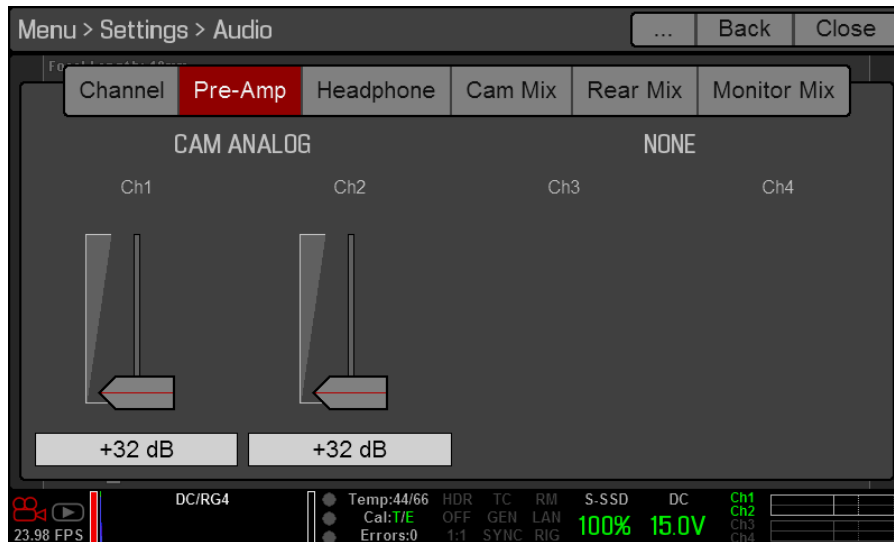 Menu > Settings > Audio ... Back Close
Channel Pre-Amp Headphone Cam Mix Rear Mix Monitor Mix
CAM ANALOG NONE
Ch1 Ch2 Ch3 Ch4
+32 dB +32 dB
DC/RG4 Temp:44/66 HDR TC RM S-SSD DC Ch1
Cal:T/E OFF GEN LAN 100% 15.0V Ch2
23.98 FPS Errors:0 1:1 SYNC RIG Ch3
Ch4